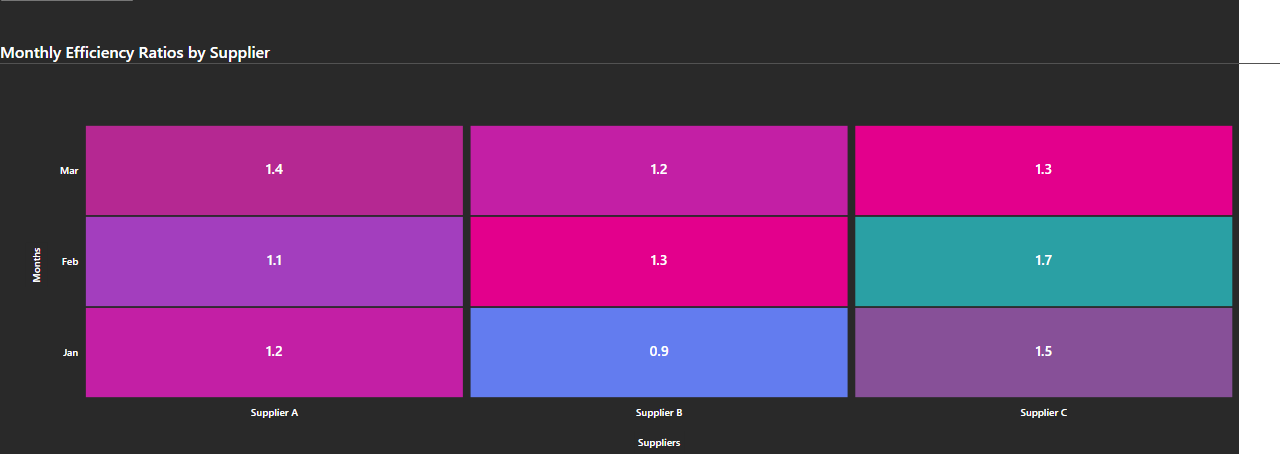 Monthly Efficiency Ratios by Supplier
Mar
1.4
1.2
1.3
Months
Feb
1.1
1.3
1.7
Jan
1.2
0.9
1.5
Supplier A
Supplier B
Supplier C
Suppliers